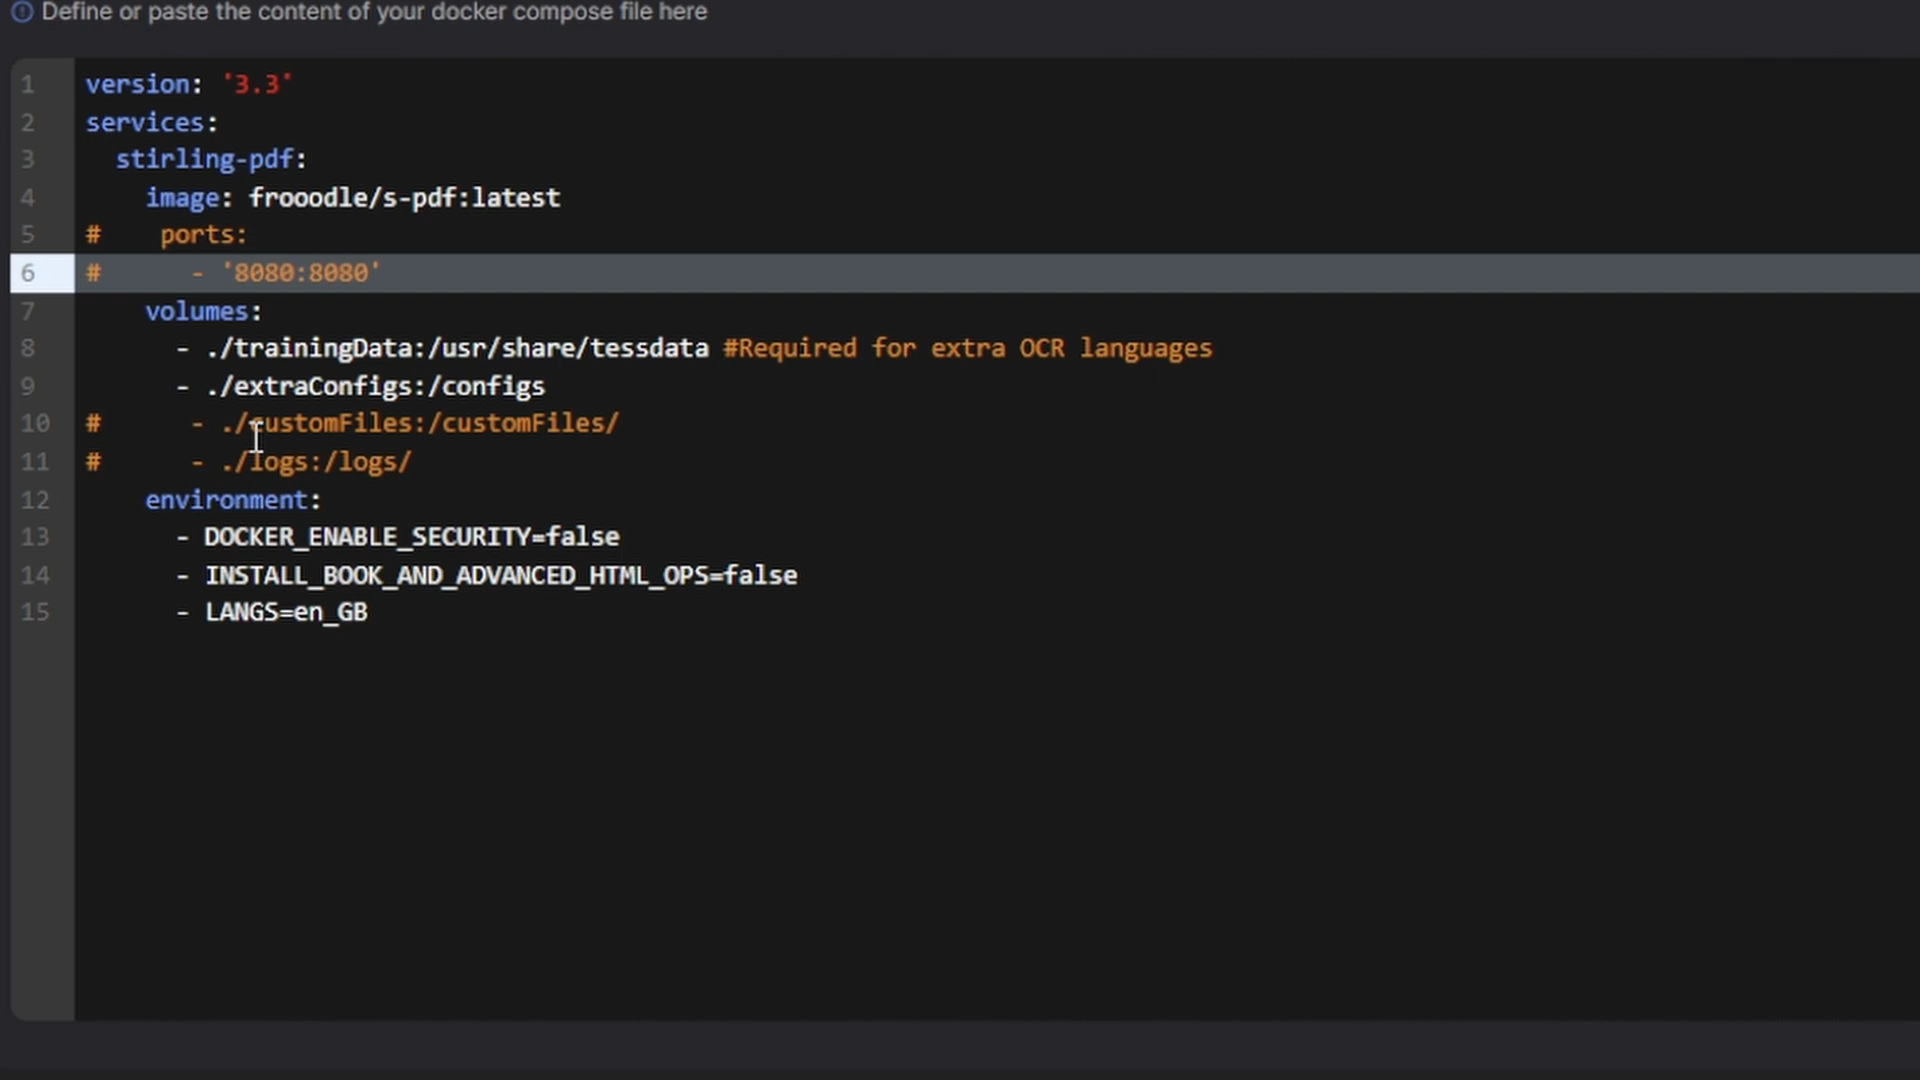 Define or paste the content of your docker compose file here
1 version: '3.3'
2 services:
3   stirling-pdf:
4     image: frooodle/s-pdf:latest
5 #    ports:
6 #      - '8080:8080'
7     volumes:
8       - ./trainingData:/usr/share/tessdata #Required for extra OCR languages
9       - ./extraConfigs:/configs
10 #      - ./customFiles:/customFiles/
11 #      - ./logs:/logs/
12     environment:
13       - DOCKER_ENABLE_SECURITY=false
14       - INSTALL_BOOK_AND_ADVANCED_HTML_OPS=false
15       - LANGS=en_GB